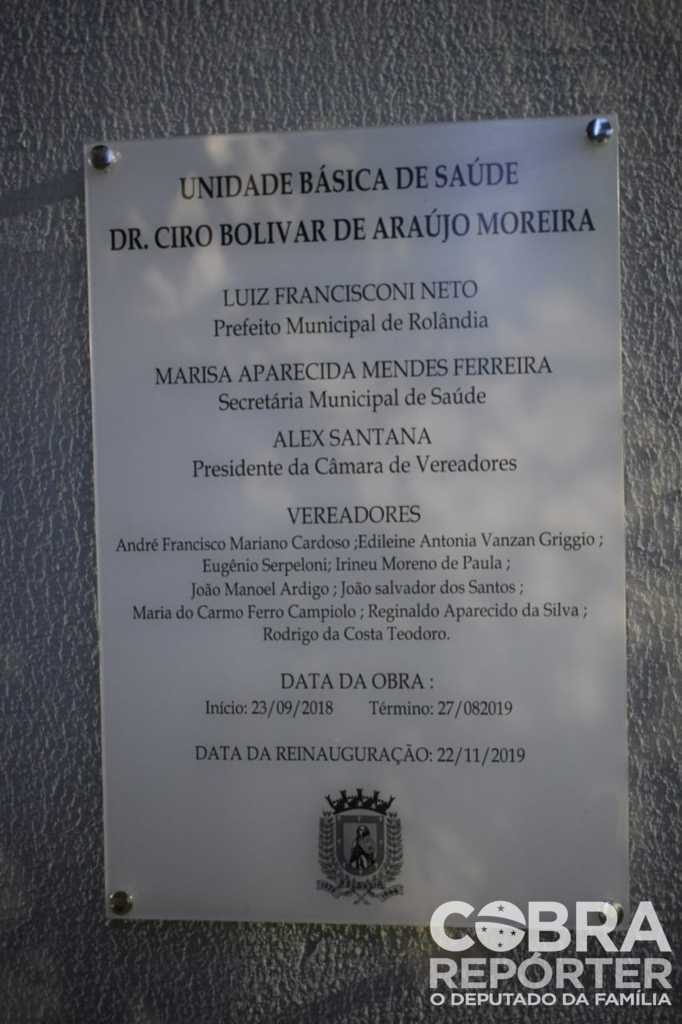 UNIDADE BÁSICA DE SAÚDE
DR. CIRO BOLIVAR DE ARAÚJO MOREIRA
LUIZ FRANCISCONI NETO
Prefeito Municipal de Rolândia
MARISA APARECIDA MENDES FERREIRA
Secretária Municipal de Saúde
ALEX SANTANA
Presidente da Câmara de Vereadores
VEREADORES
André Francisco Mariano Cardoso ;Edileine Antonia Vanzan Griggio ;
Eugênio Serpeloni; Irineu Moreno de Paula ;
João Manoel Ardigo ; João salvador dos Santos ;
Maria do Carmo Ferro Campiolo ; Reginaldo Aparecido da Silva ;
Rodrigo da Costa Teodoro.
DATA DA OBRA :
Início: 23/09/2018 Término: 27/082019
DATA DA REINAUGURAÇÃO: 22/11/2019
COBRA
REPÓRTER
O DEPUTADO DA FAMÍLIA